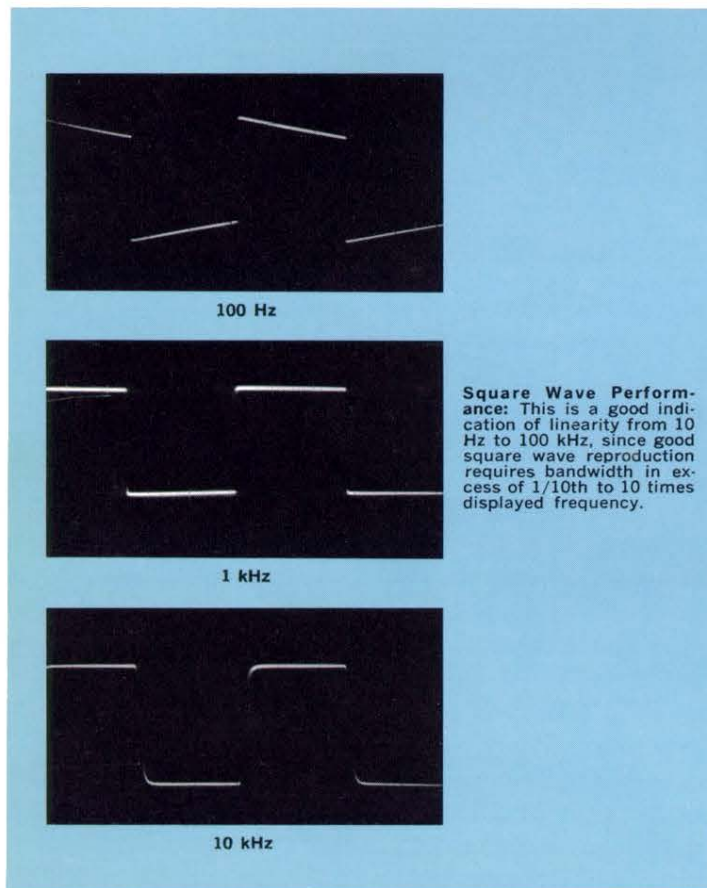 100 Hz
1 kHz
Square Wave Perform-
ance: This is a good indi-
cation of linearity from 10
Hz to 100 kHz, since good
square wave reproduction
requires bandwidth in ex-
cess of 1/10th to 10 times
displayed frequency.
10 kHz